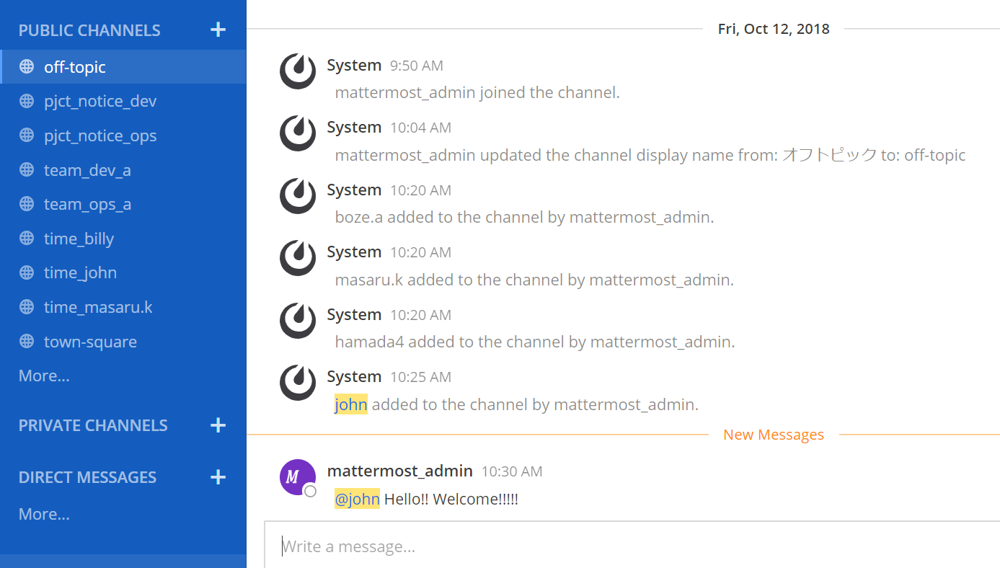 PUBLIC CHANNELS +
off-topic
pjct_notice_dev
pjct_notice_ops
team_dev_a
team_ops_a
time_billy
time_john
time_masaru.k
town-square
More...
PRIVATE CHANNELS +
DIRECT MESSAGES +
More...
Fri, Oct 12, 2018
System 9:50 AM
mattermost_admin joined the channel.
System 10:04 AM
mattermost_admin updated the channel display name from: オフトピック to: off-topic
System 10:20 AM
boze.a added to the channel by mattermost_admin.
System 10:20 AM
masaru.k added to the channel by mattermost_admin.
System 10:20 AM
hamada4 added to the channel by mattermost_admin.
System 10:25 AM
john added to the channel by mattermost_admin.
New Messages
M
mattermost_admin 10:30 AM
@john Hello!! Welcome!!!!!
Write a message...